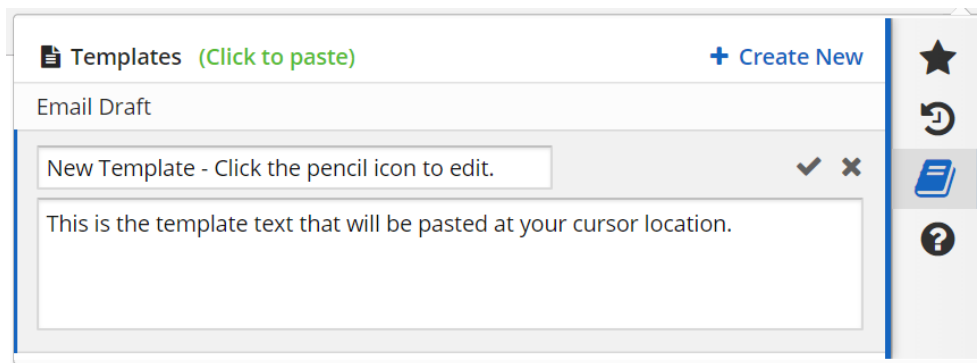 Templates (Click to paste) + Create New
Email Draft
New Template - Click the pencil icon to edit.
This is the template text that will be pasted at your cursor location.